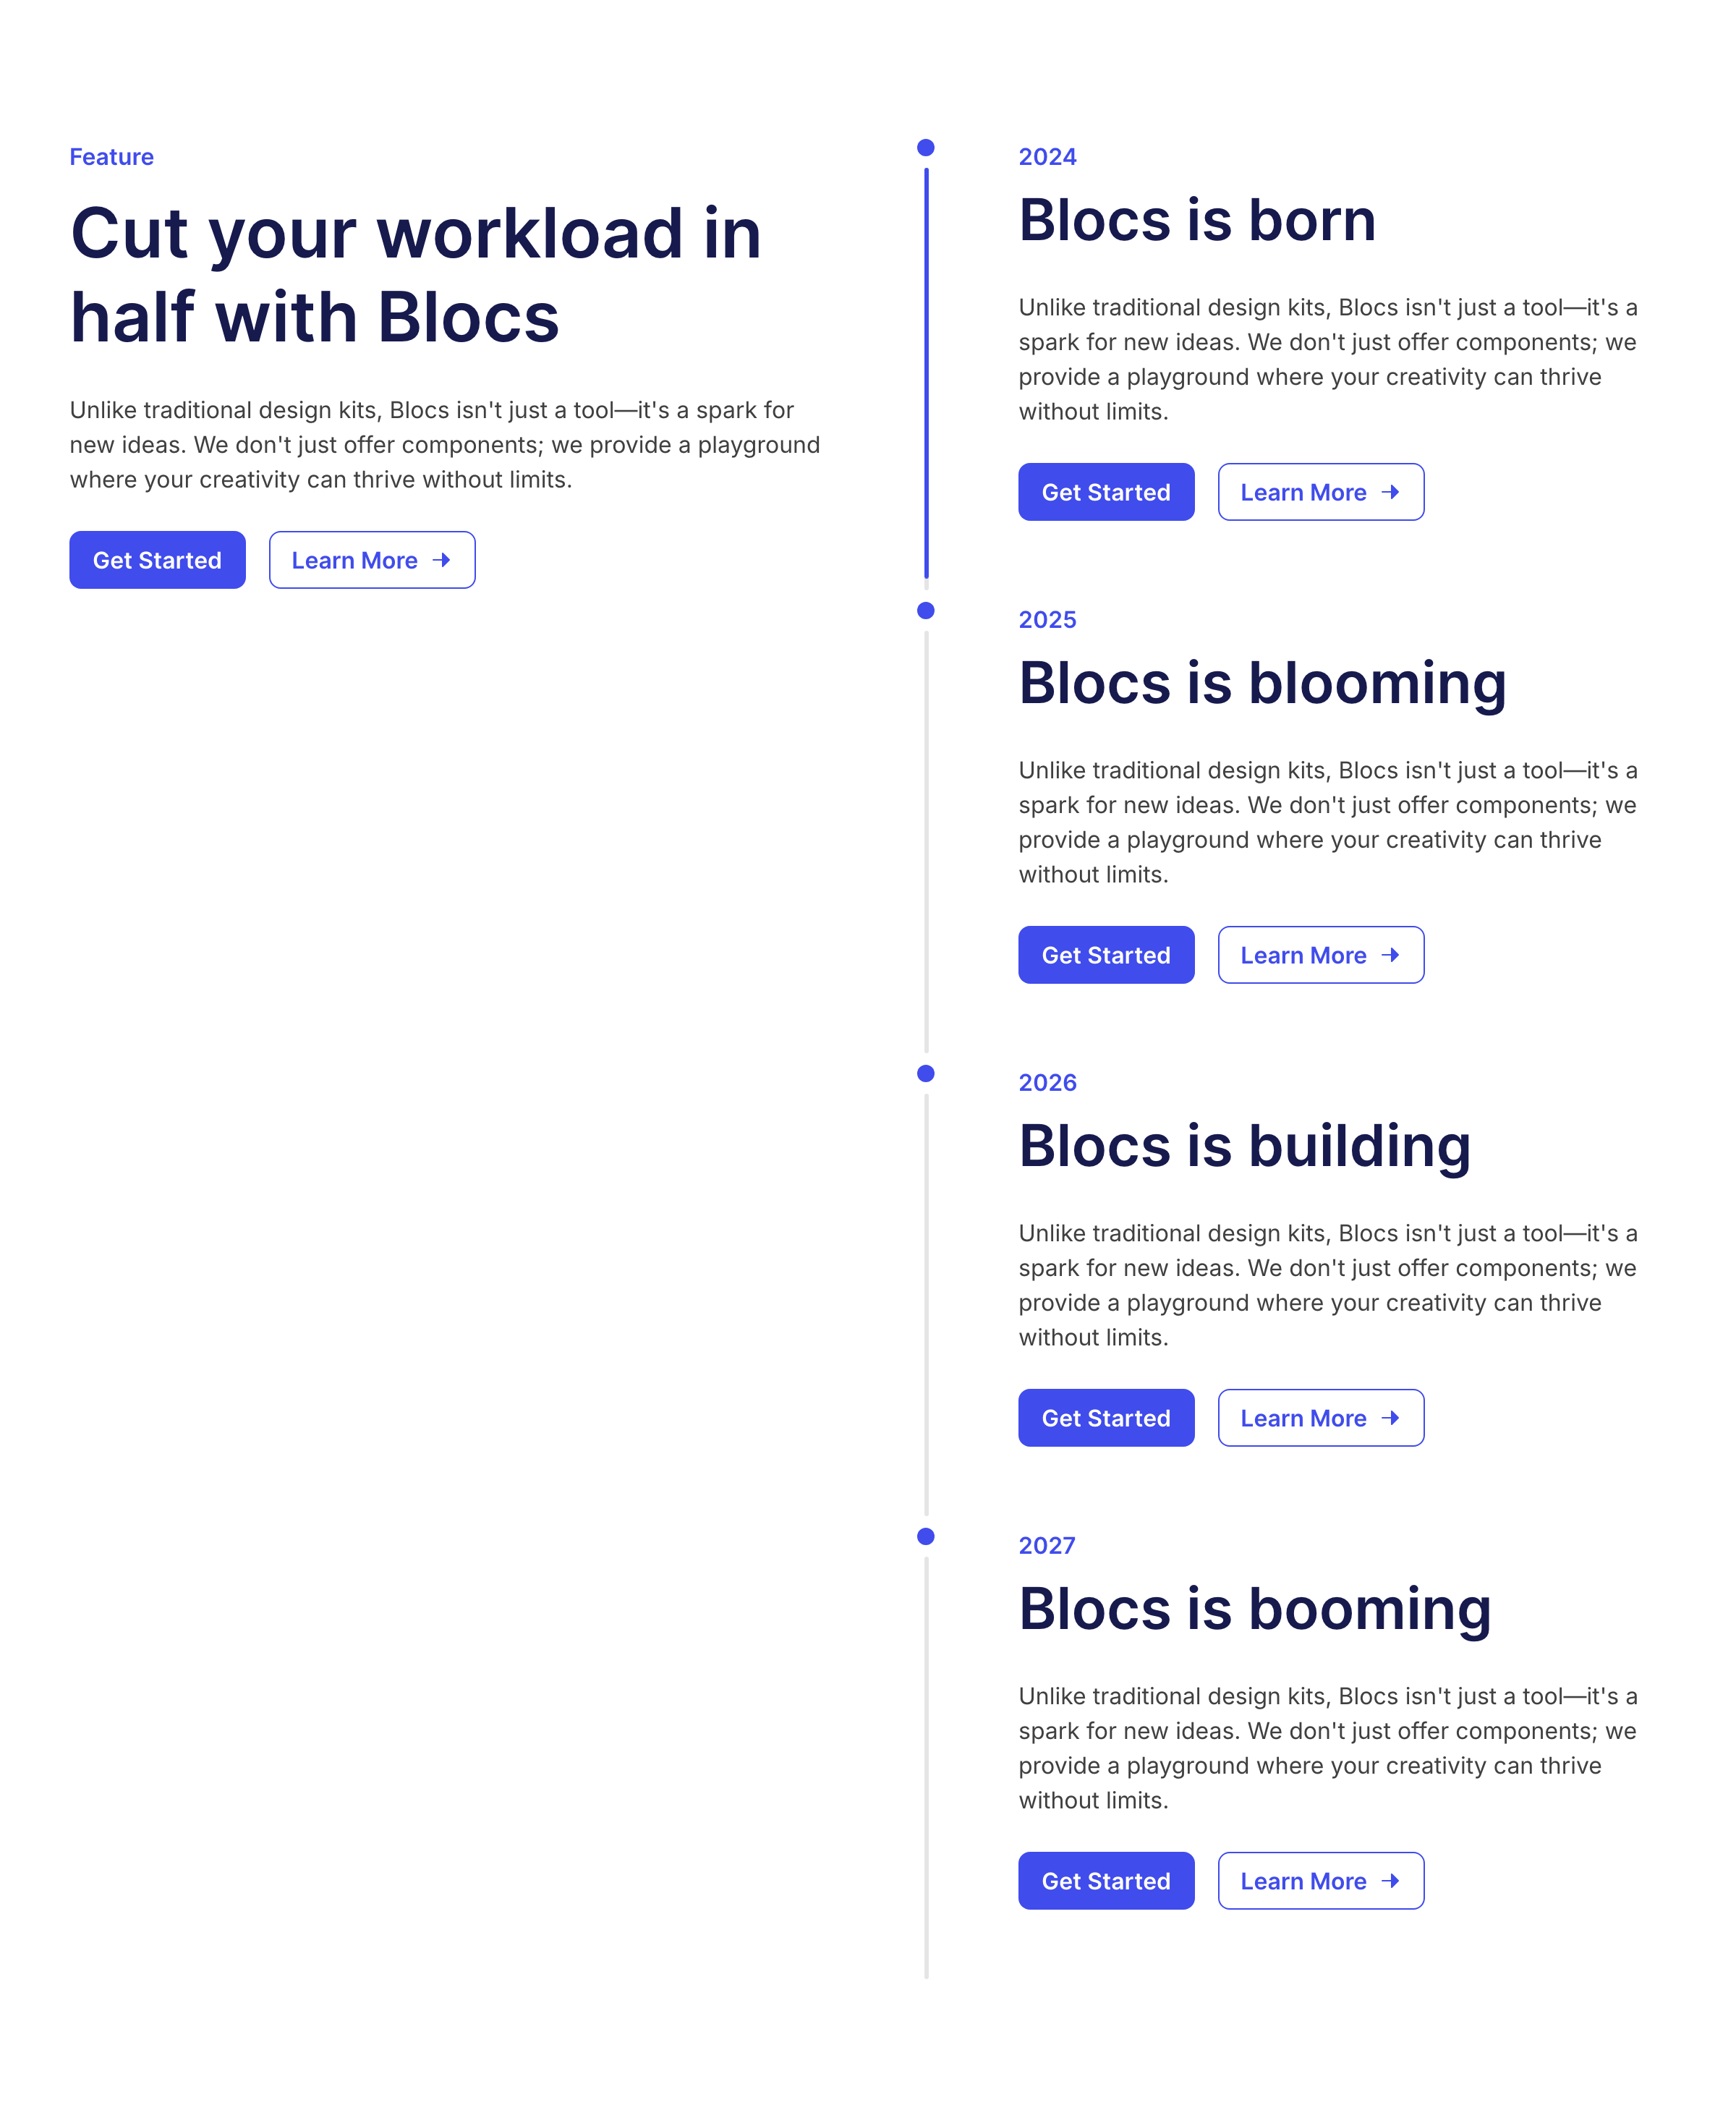 Feature
Cut your workload in
half with Blocs
Unlike traditional design kits, Blocs isn't just a tool—it's a spark for
new ideas. We don't just offer components; we provide a playground
where your creativity can thrive without limits.
Get Started
Learn More
2024
Blocs is born
Unlike traditional design kits, Blocs isn't just a tool—it's a
spark for new ideas. We don't just offer components; we
provide a playground where your creativity can thrive
without limits.
Get Started
Learn More
2025
Blocs is blooming
Unlike traditional design kits, Blocs isn't just a tool—it's a
spark for new ideas. We don't just offer components; we
provide a playground where your creativity can thrive
without limits.
Get Started
Learn More
2026
Blocs is building
Unlike traditional design kits, Blocs isn't just a tool—it's a
spark for new ideas. We don't just offer components; we
provide a playground where your creativity can thrive
without limits.
Get Started
Learn More
2027
Blocs is booming
Unlike traditional design kits, Blocs isn't just a tool—it's a
spark for new ideas. We don't just offer components; we
provide a playground where your creativity can thrive
without limits.
Get Started
Learn More